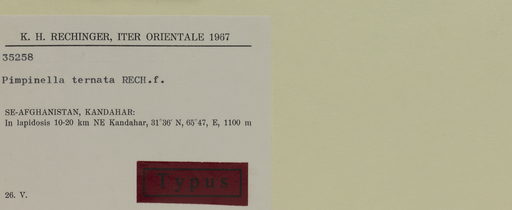 K. H. RECHINGER, ITER ORIENTALE 1967
35258
Pimpinella ternata RECH.f.
SE-AFGHANISTAN, KANDAHAR:
In lapidosis 10-20 km NE Kandahar, 31°36' N, 65°47, E, 1100 m
Typus
26. V.